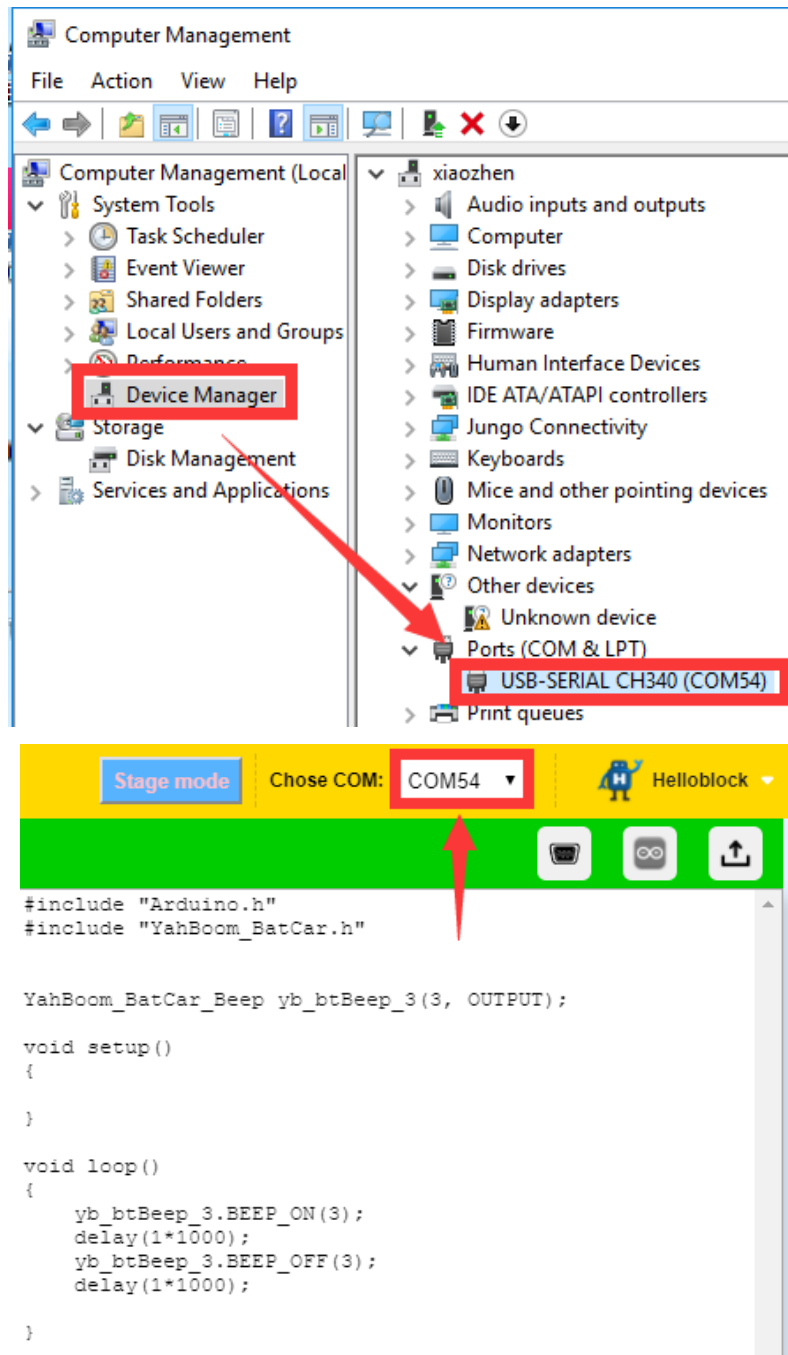 Computer Management
File Action View Help
Computer Management (Local
System Tools
Task Scheduler
Event Viewer
Shared Folders
Local Users and Groups
Performance
Device Manager
Storage
Disk Management
Services and Applications
xiaozhen
Audio inputs and outputs
Computer
Disk drives
Display adapters
Firmware
Human Interface Devices
IDE ATA/ATAPI controllers
Jungo Connectivity
Keyboards
Mice and other pointing devices
Monitors
Network adapters
Other devices
Unknown device
Ports (COM & LPT)
USB-SERIAL CH340 (COM54)
Print queues
Stage mode Chose COM: COM54 Helloblock
#include "Arduino.h"
#include "YahBoom_BatCar.h"
YahBoom_BatCar_Beep yb_btBeep_3(3, OUTPUT);
void setup()
{
}
void loop()
{
yb_btBeep_3.BEEP_ON(3);
delay(1*1000);
yb_btBeep_3.BEEP_OFF(3);
delay(1*1000);
}